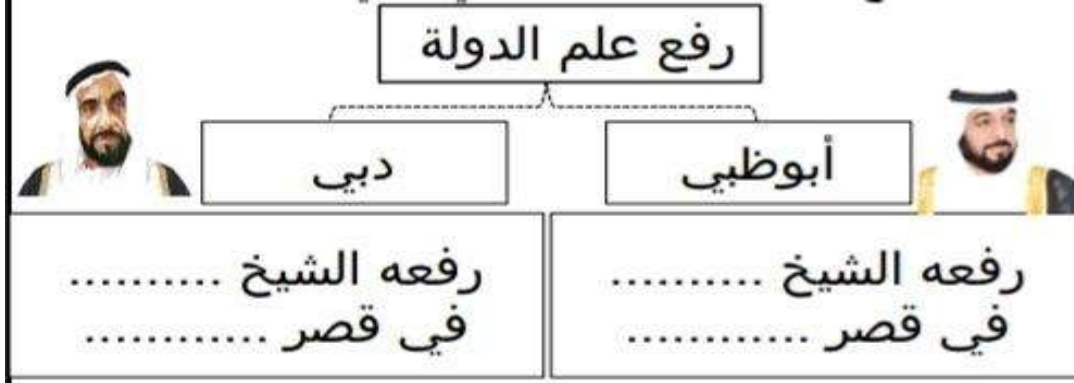 رفع علم الدولة
أبوظبي
دبي
رفعه الشيخ ..........
في قصر ............
رفعه الشيخ ..........
في قصر ............